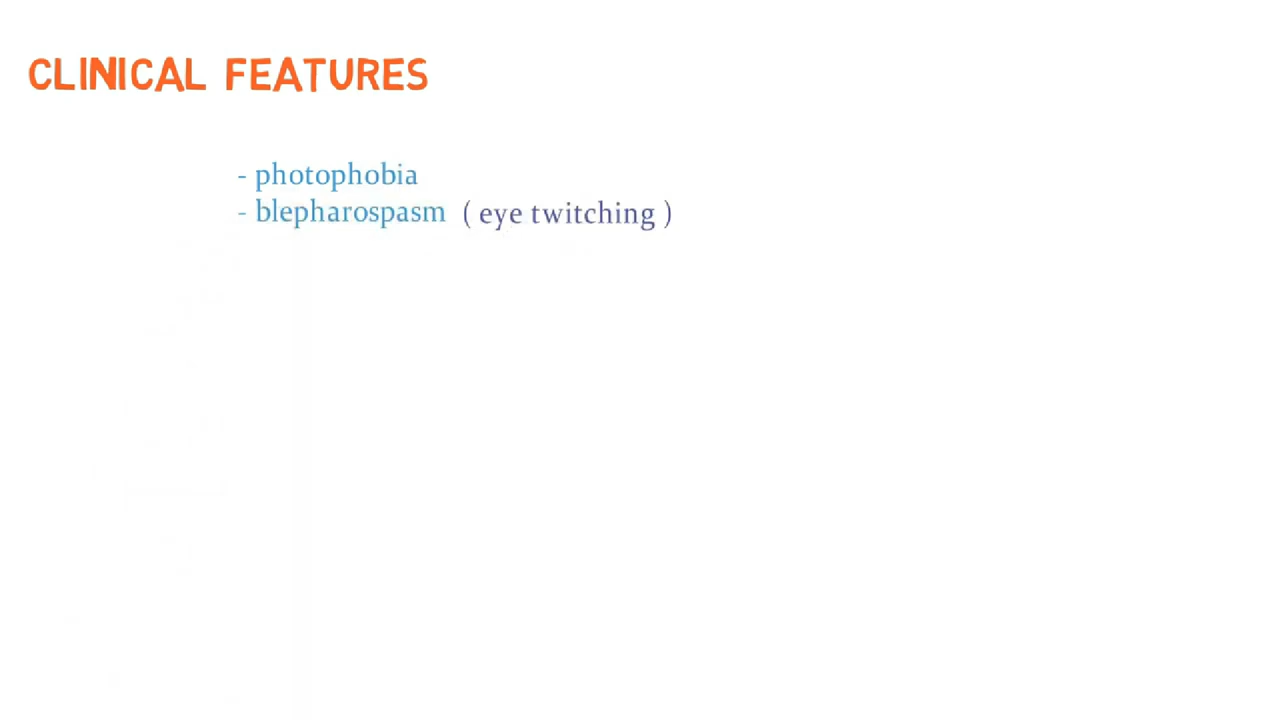 CLINICAL FEATURES
- photophobia
- blepharospasm ( eye twitching )